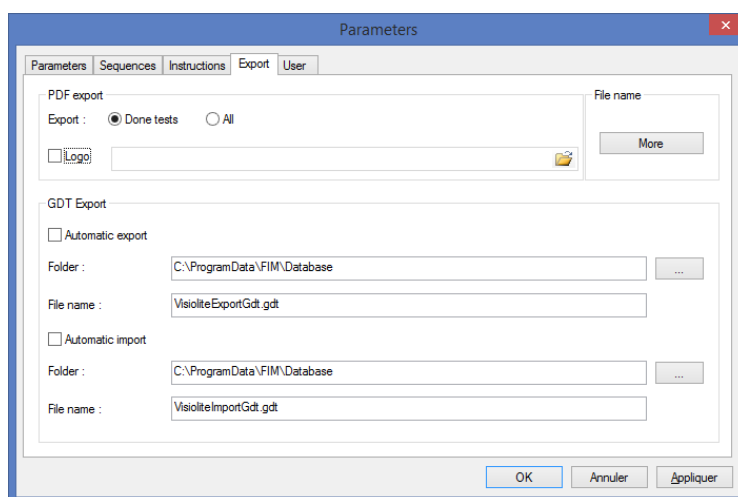 Parameters
Parameters Sequences Instructions Export User
PDF export
File name
Export : Done tests All
More
Logo
GDT Export
Automatic export
Folder : C:\ProgramData\FIM\Database ...
File name : VisioliteExportGdt.gdt
Automatic import
Folder : C:\ProgramData\FIM\Database ...
File name : VisioliteImportGdt.gdt
OK Annuler Appliquer